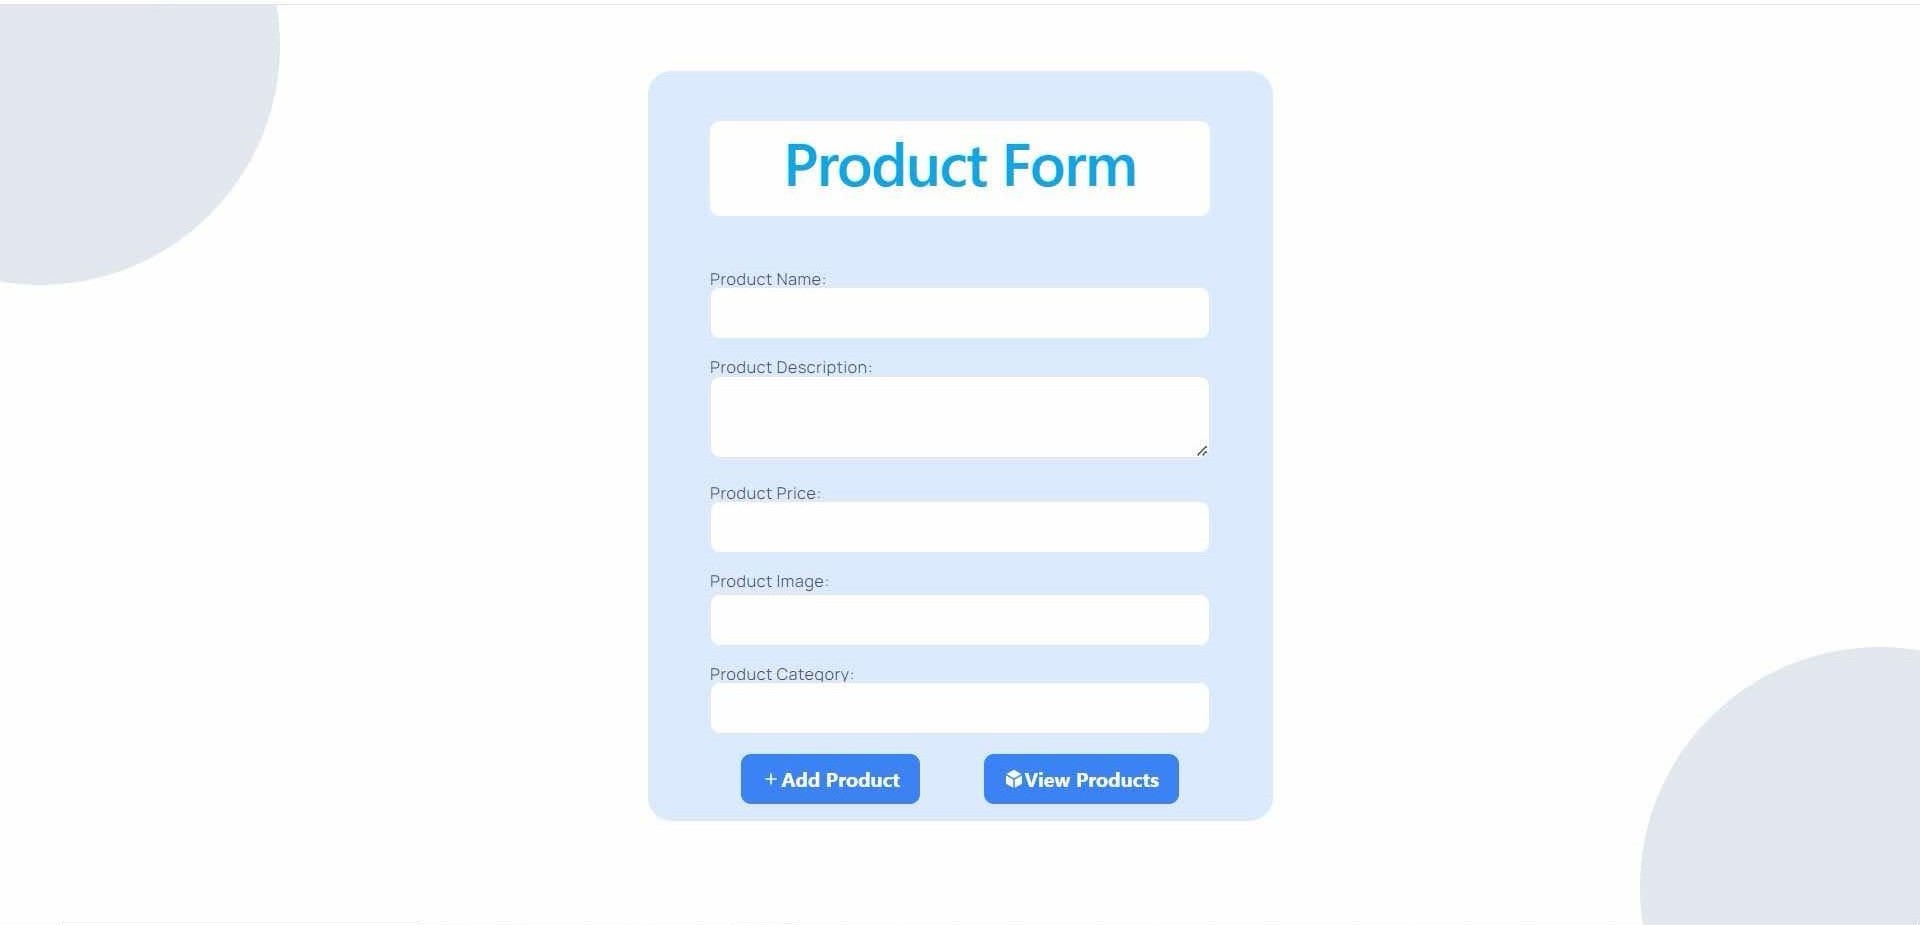 Product Form
Product Name:
Product Description:
Product Price:
Product Image:
Product Category:
+ Add Product
View Products